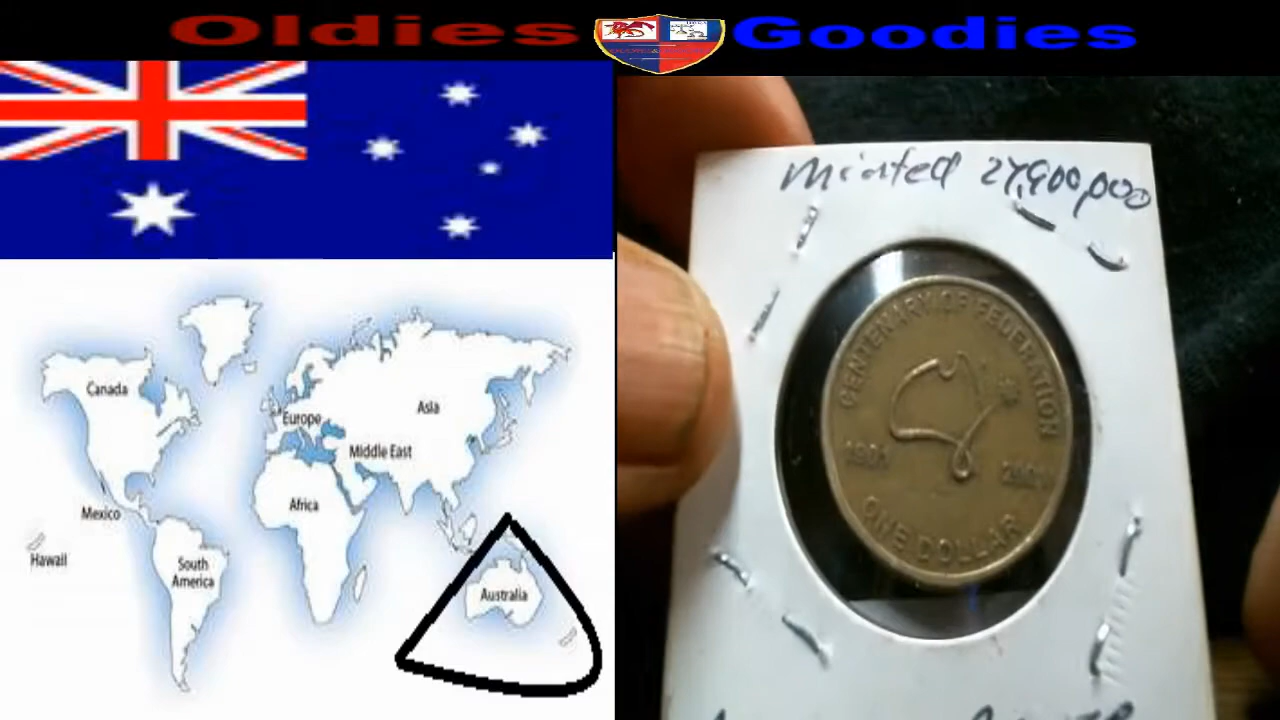 Oldies Goodies
Canada
Europe
Asia
Middle East
Africa
Mexico
Hawaii
South
America
Australia
Minted 27,900,000
CENTENARY OF FEDERATION
1901 2001
ONE DOLLAR